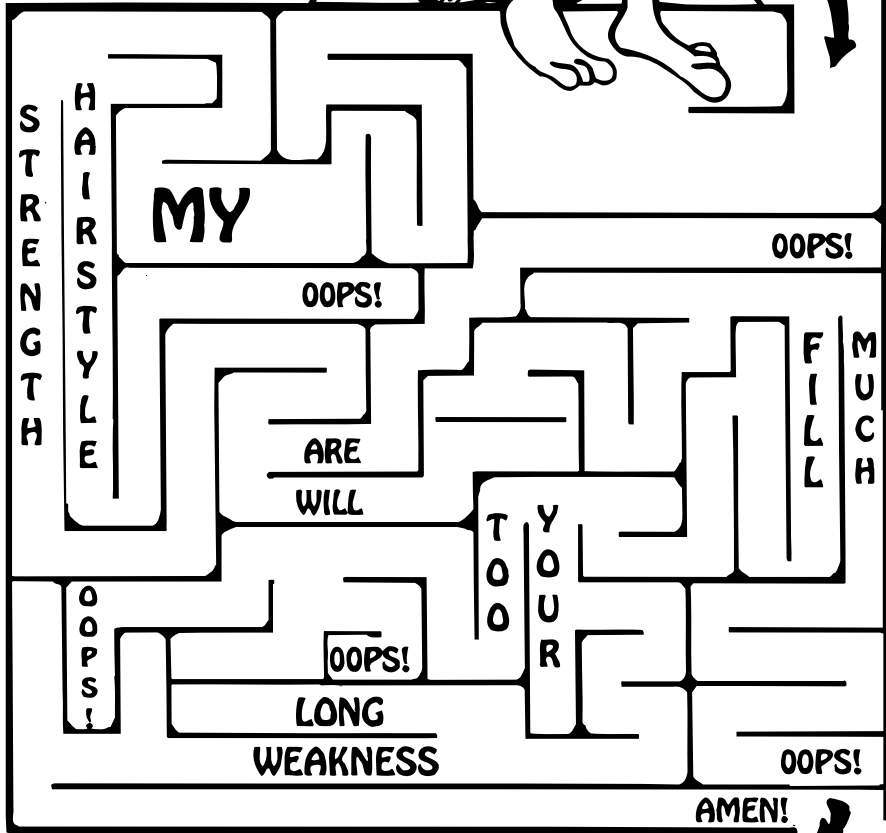 STRENGTH
HAIRSTYLE
MY
OOPS!
OOPS!
FILL
MUCH
ARE
WILL
TOO
YOUR
OOPS!
OOPS!
LONG
WEAKNESS
OOPS!
AMEN!